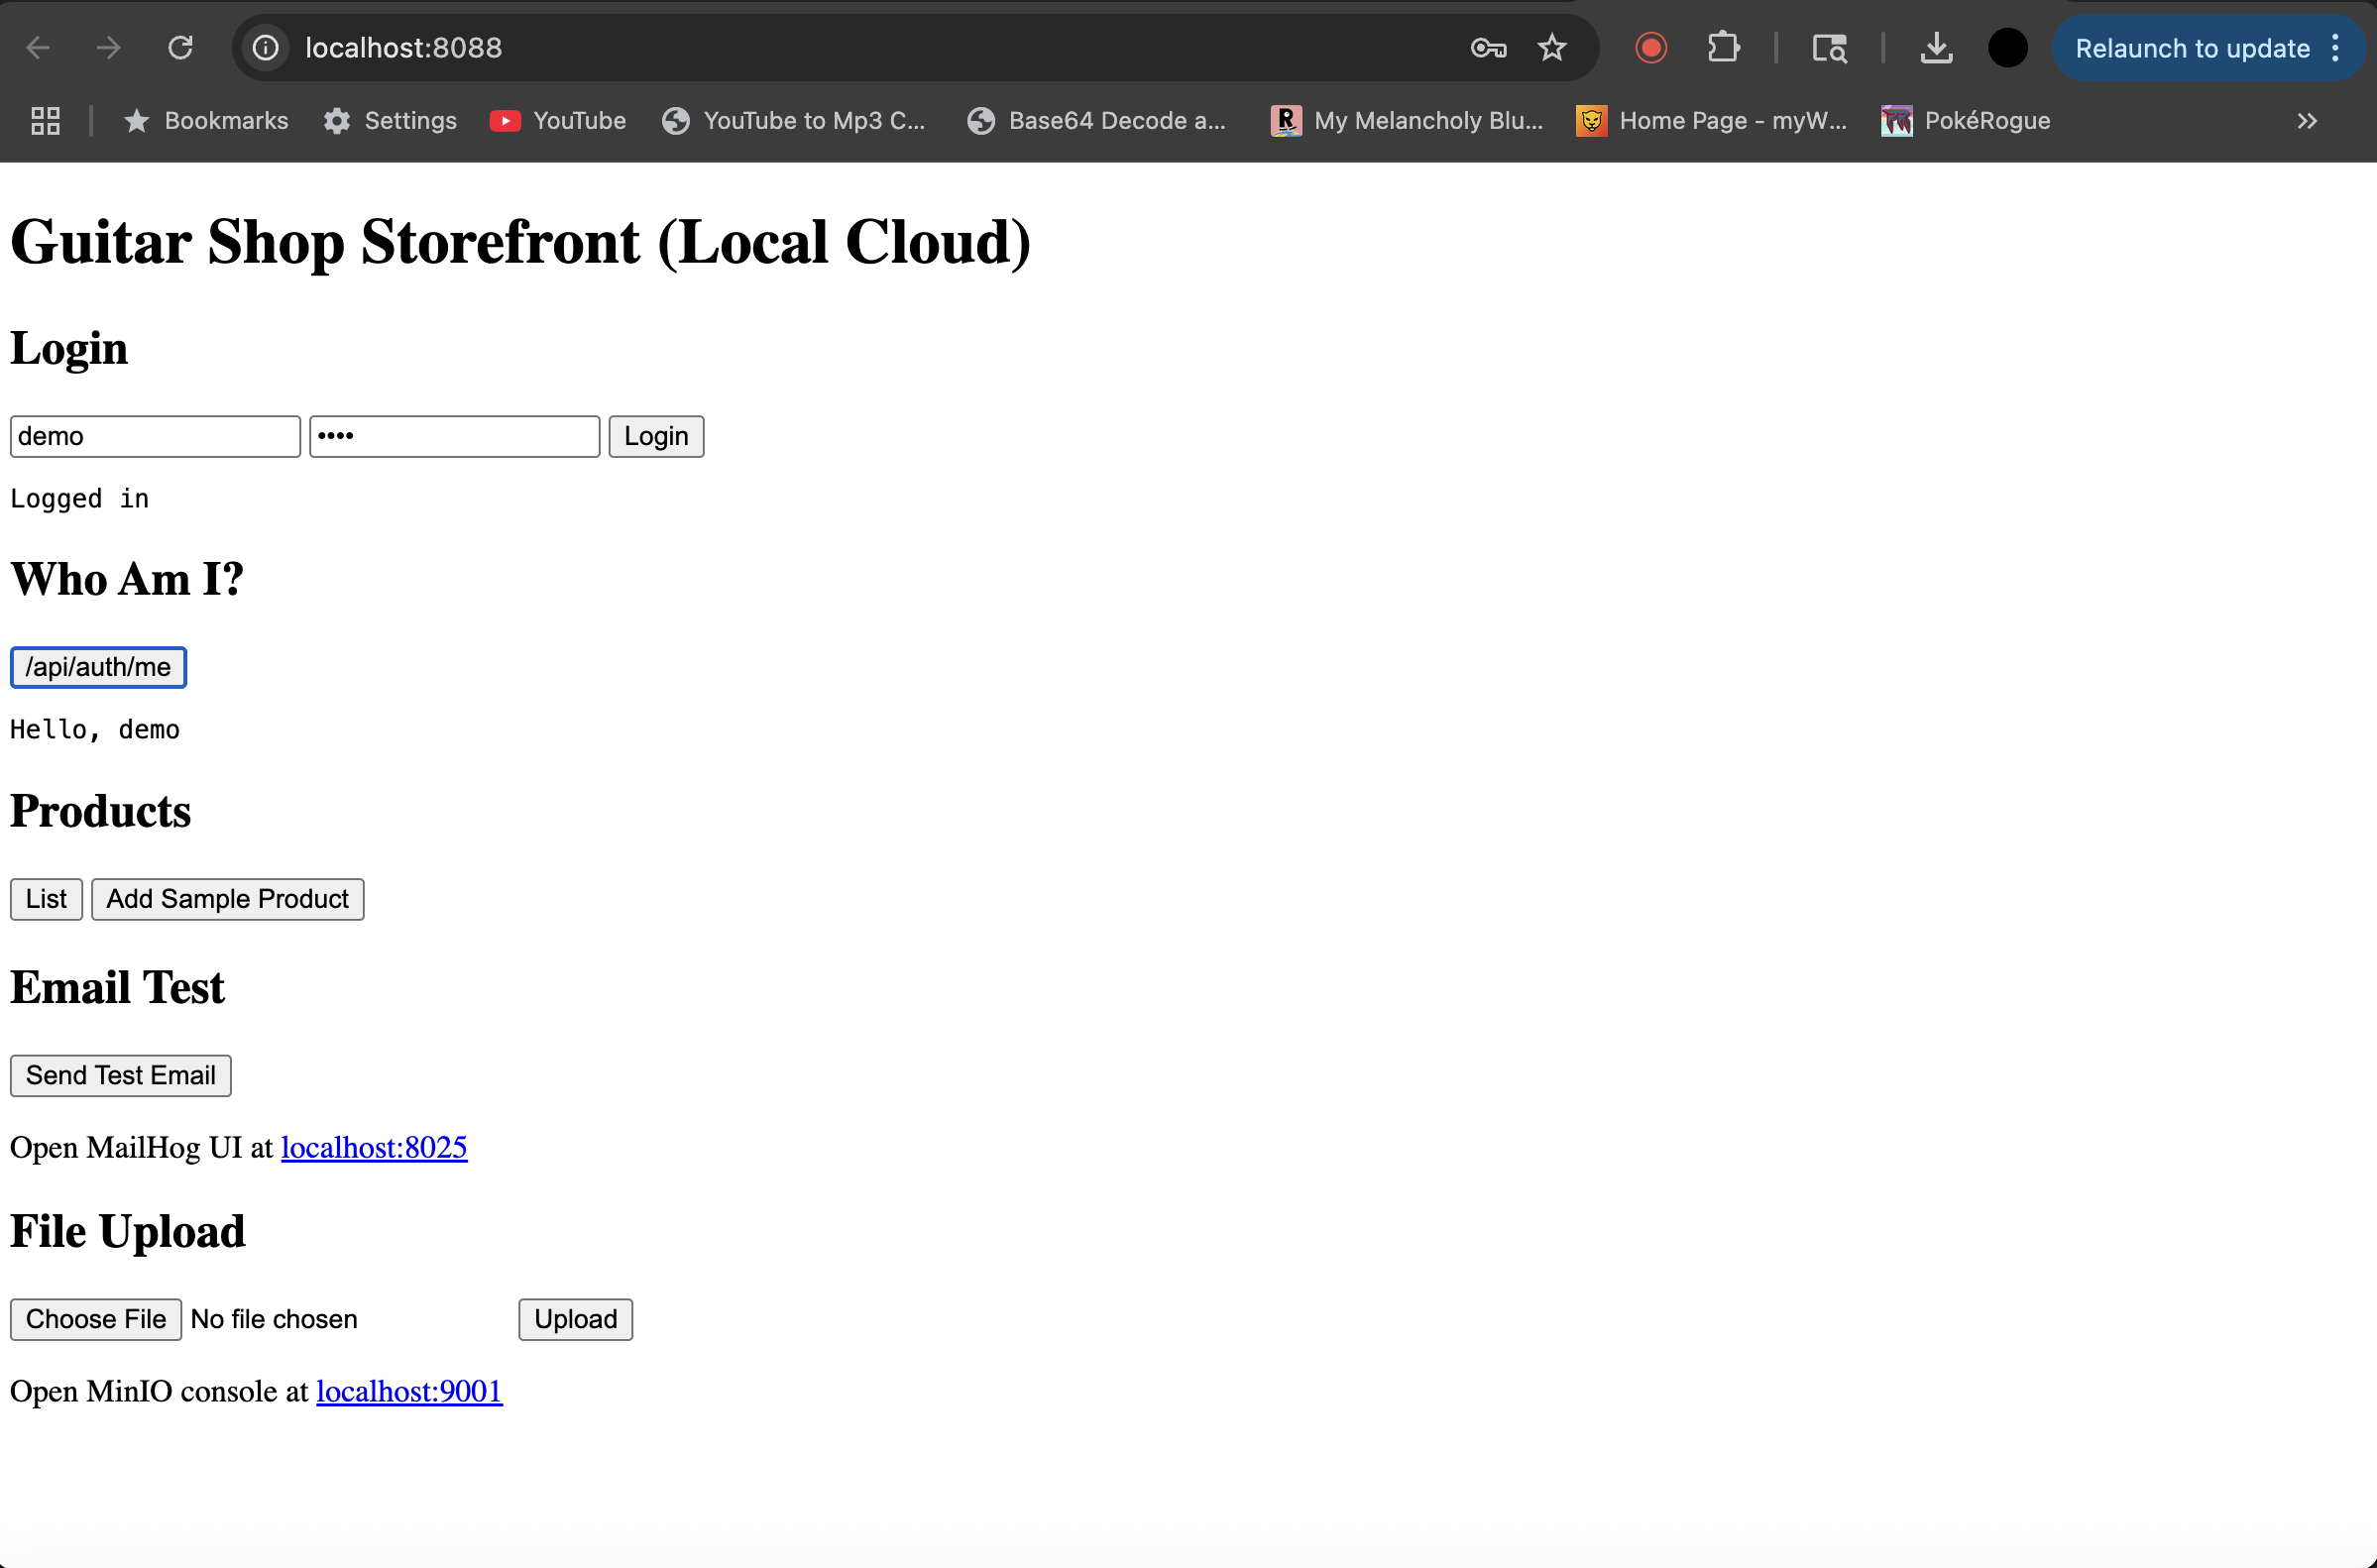 localhost:8088
Relaunch to update
Bookmarks Settings YouTube YouTube to Mp3 C... Base64 Decode a... My Melancholy Blu... Home Page - myW... PokéRogue
Guitar Shop Storefront (Local Cloud)
Login
demo •••• Login
Logged in
Who Am I?
/api/auth/me
Hello, demo
Products
List Add Sample Product
Email Test
Send Test Email
Open MailHog UI at localhost:8025
File Upload
Choose File No file chosen Upload
Open MinIO console at localhost:9001